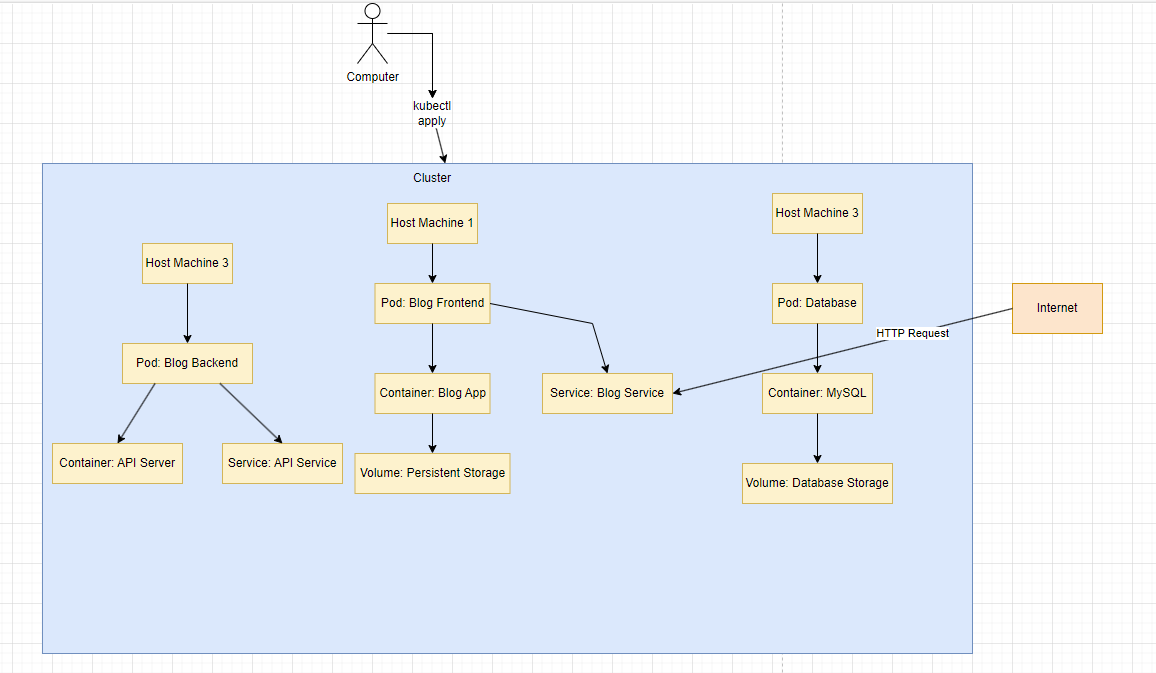 Computer
kubectl
apply
Cluster
Host Machine 3
Pod: Blog Backend
Container: API Server
Service: API Service
Host Machine 1
Pod: Blog Frontend
Container: Blog App
Volume: Persistent Storage
Service: Blog Service
Host Machine 3
Pod: Database
Container: MySQL
Volume: Database Storage
HTTP Request
Internet